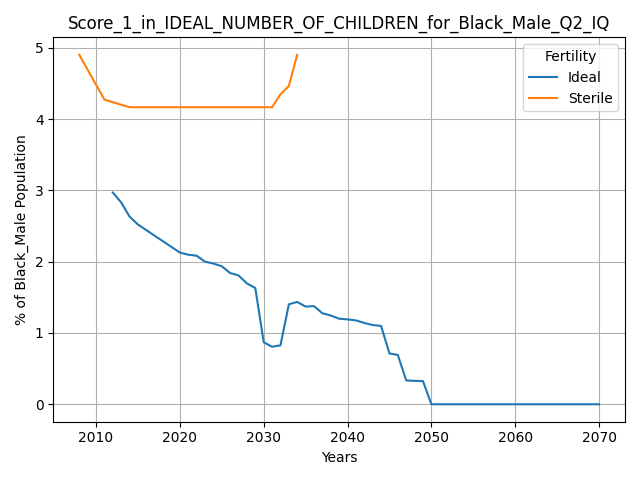 Score_1_in_IDEAL_NUMBER_OF_CHILDREN_for_Black_Male_Q2_IQ
Fertility
Ideal
Sterile
% of Black_Male Population
5
4
3
2
1
0
2010 2020 2030 2040 2050 2060 2070
Years